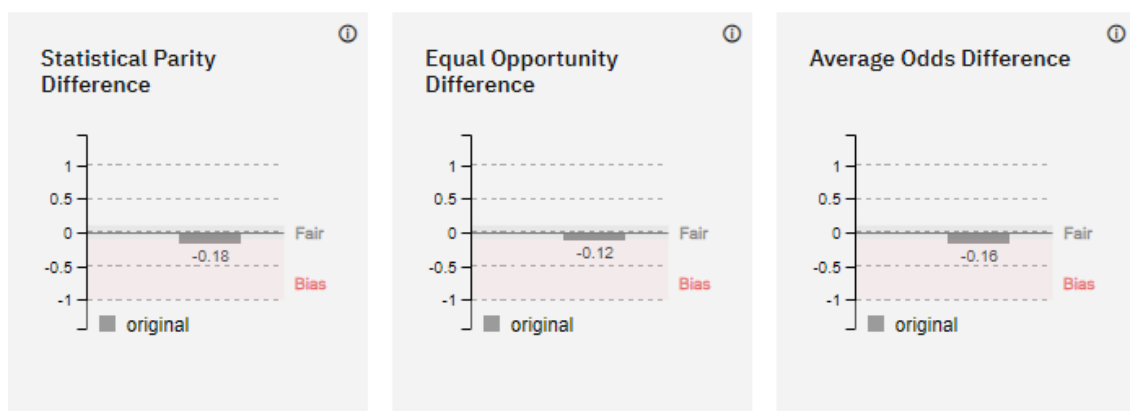 Statistical Parity
Difference
1
0.5
0
-0.5
-1
-0.18
Fair
Bias
original
Equal Opportunity
Difference
1
0.5
0
-0.5
-1
-0.12
Fair
Bias
original
Average Odds Difference
1
0.5
0
-0.5
-1
-0.16
Fair
Bias
original